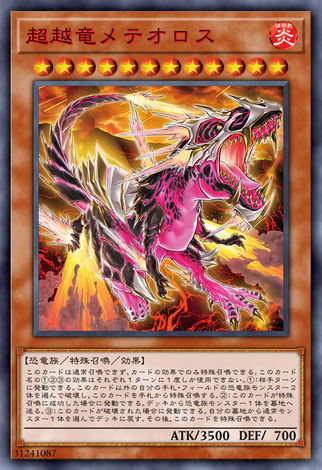 超越竜メテオロス
ほのお
炎
【恐竜族/特殊召喚/効果】
このカードは通常召喚できず、カードの効果でのみ特殊召喚できる。このカード
名の①②③の効果はそれぞれ1ターンに1度しか使用できない。①:相手ターン
に発動できる。このカード以外の自分の手札・フィールドの恐竜族モンスター2
体を選んで破壊し、このカードを手札から特殊召喚する。②:このカードが特殊
召喚に成功した場合に発動できる。デッキから恐竜族モンスター1体を墓地へ
送る。③:このカードが破壊された場合に発動できる。自分の墓地から通常モン
スター1体を選んでデッキに戻す。その後、このカードを特殊召喚する。
ATK/3500 DEF/ 700
31241087